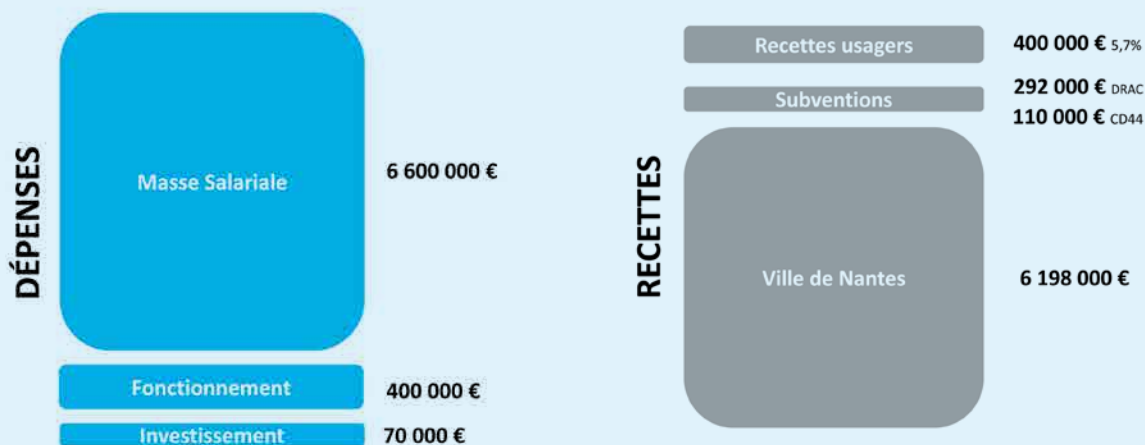 DÉPENSES
Masse Salariale
6 600 000 €
Fonctionnement
400 000 €
Investissement
70 000 €
RECETTES
Recettes usagers
400 000 € 5,7%
Subventions
292 000 € DRAC
110 000 € CD44
Ville de Nantes
6 198 000 €